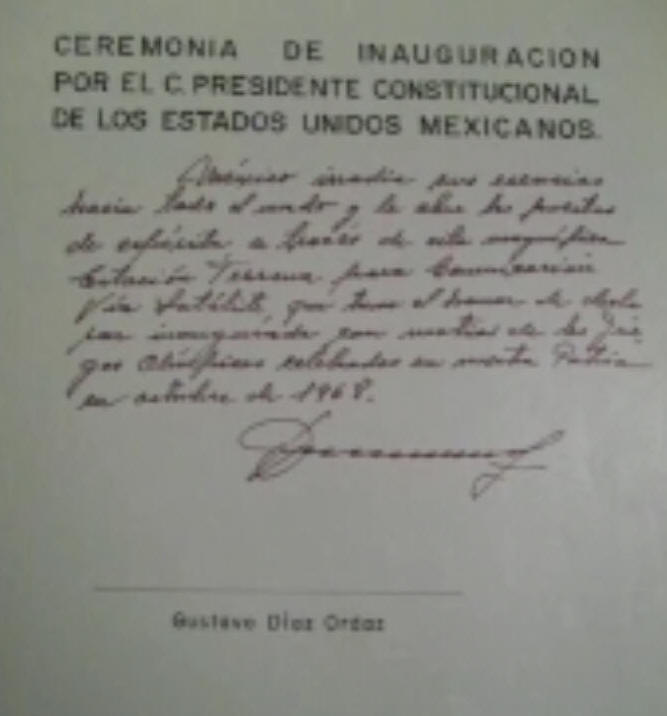 CEREMONIA DE INAUGURACION
POR EL C. PRESIDENTE CONSTITUCIONAL
DE LOS ESTADOS UNIDOS MEXICANOS.
México irradia sus esencias
hacia todo el mundo y le abre las puertas
de a través de esta magnífica
Estación Terrena para Comunicación
Vía Satélite, que tuve el honor de
por inaugurada con motivo de los Jue
gos Olímpicos celebrados en nuestra Patria
en octubre de 1968.
Gustavo Díaz Ordaz